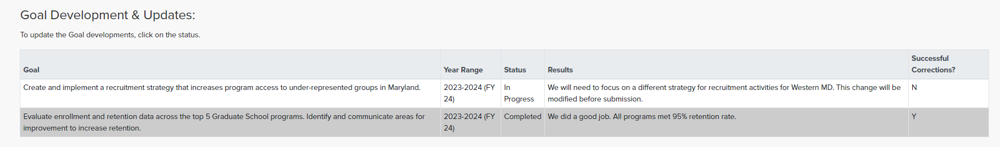 Goal Development & Updates:
To update the Goal developments, click on the status.
Goal
Year Range
Status
Results
Successful
Corrections?
Create and implement a recruitment strategy that increases program access to under-represented groups in Maryland.
2023-2024 (FY
24)
In
Progress
We will need to focus on a different strategy for recruitment activities for Western MD. This change will be
modified before submission.
N
Evaluate enrollment and retention data across the top 5 Graduate School programs. Identify and communicate areas for
improvement to increase retention.
2023-2024 (FY
24)
Completed
We did a good job. All programs met 95% retention rate.
Y